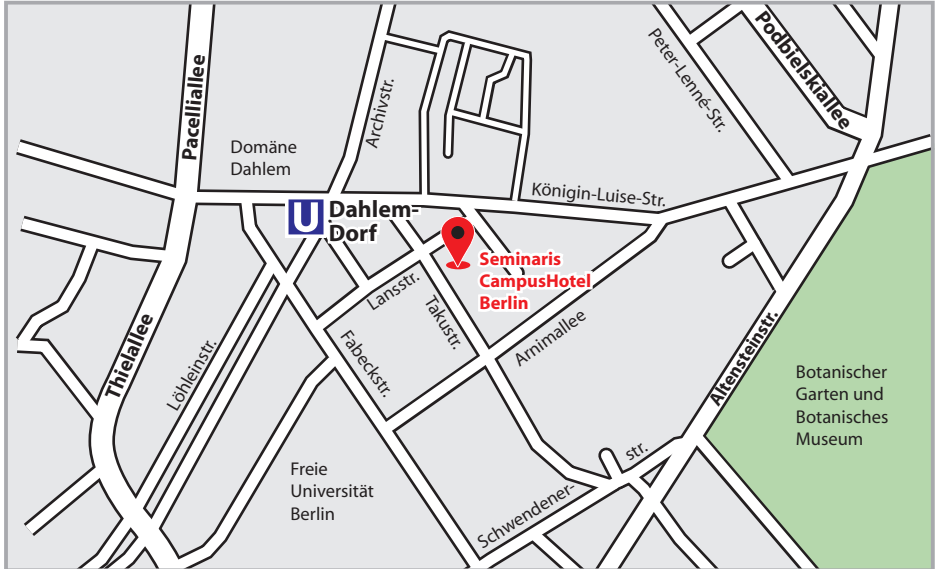 Pacelliallee
Archivstr.
Peter-Lenné-Str.
Podbielskiallee
Domäne
Dahlem
Königin-Luise-Str.
U
Dahlem-
Dorf
Seminaris
CampusHotel
Berlin
Lansstr.
Takustr.
Arnimallee
Fabeckstr.
Löhleinstr.
Thielallee
Altensteinstr.
Botanischer
Garten und
Botanisches
Museum
Freie
Universität
Berlin
Schwendener-
str.